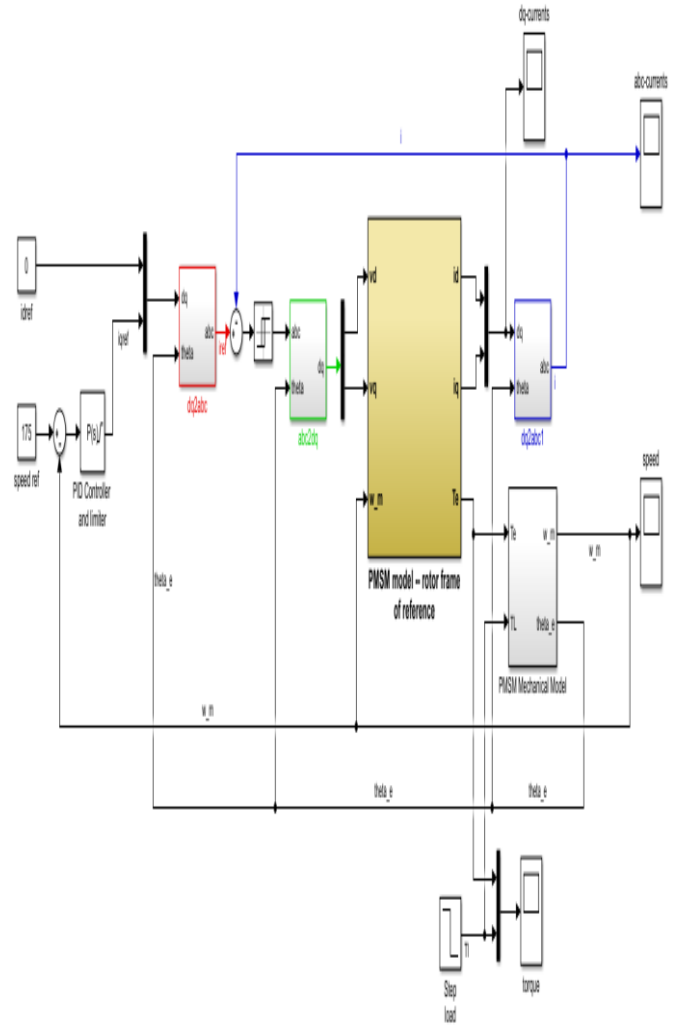 dq-currents
abc-currents
i
0
idref
iqref
dq
abc
theta
iref
dq2abc
abc
dq
theta
abc2dq
vd
id
vq
iq
w_m
Te
PMSM model – rotor frame
of reference
dq
abc
theta
i
dq2abc1
175
speed ref
P(s)
PID Controller
and limiter
speed
Te
w_m
w_m
TL
theta_e
PMSM Mechanical Model
theta_e
w_m
theta_e
theta_e
Tl
Step
load
torque